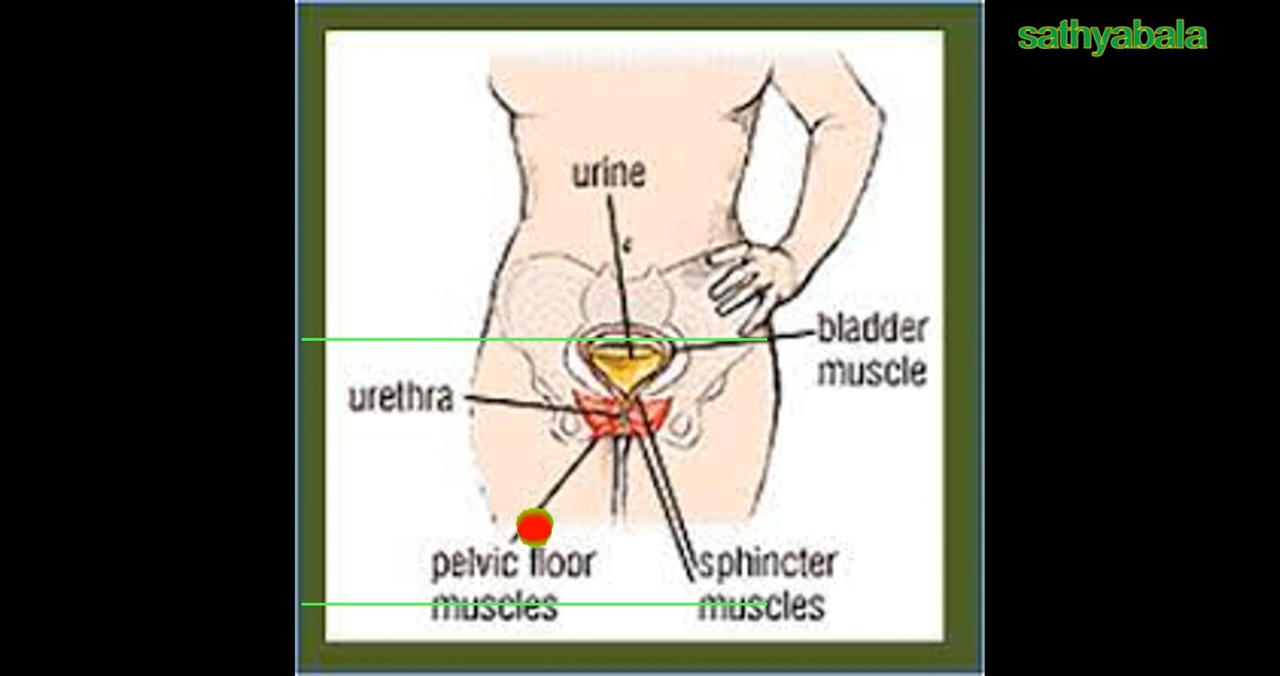 sathyabala
urine
bladder
muscle
urethra
pelvic floor
muscles
sphincter
muscles